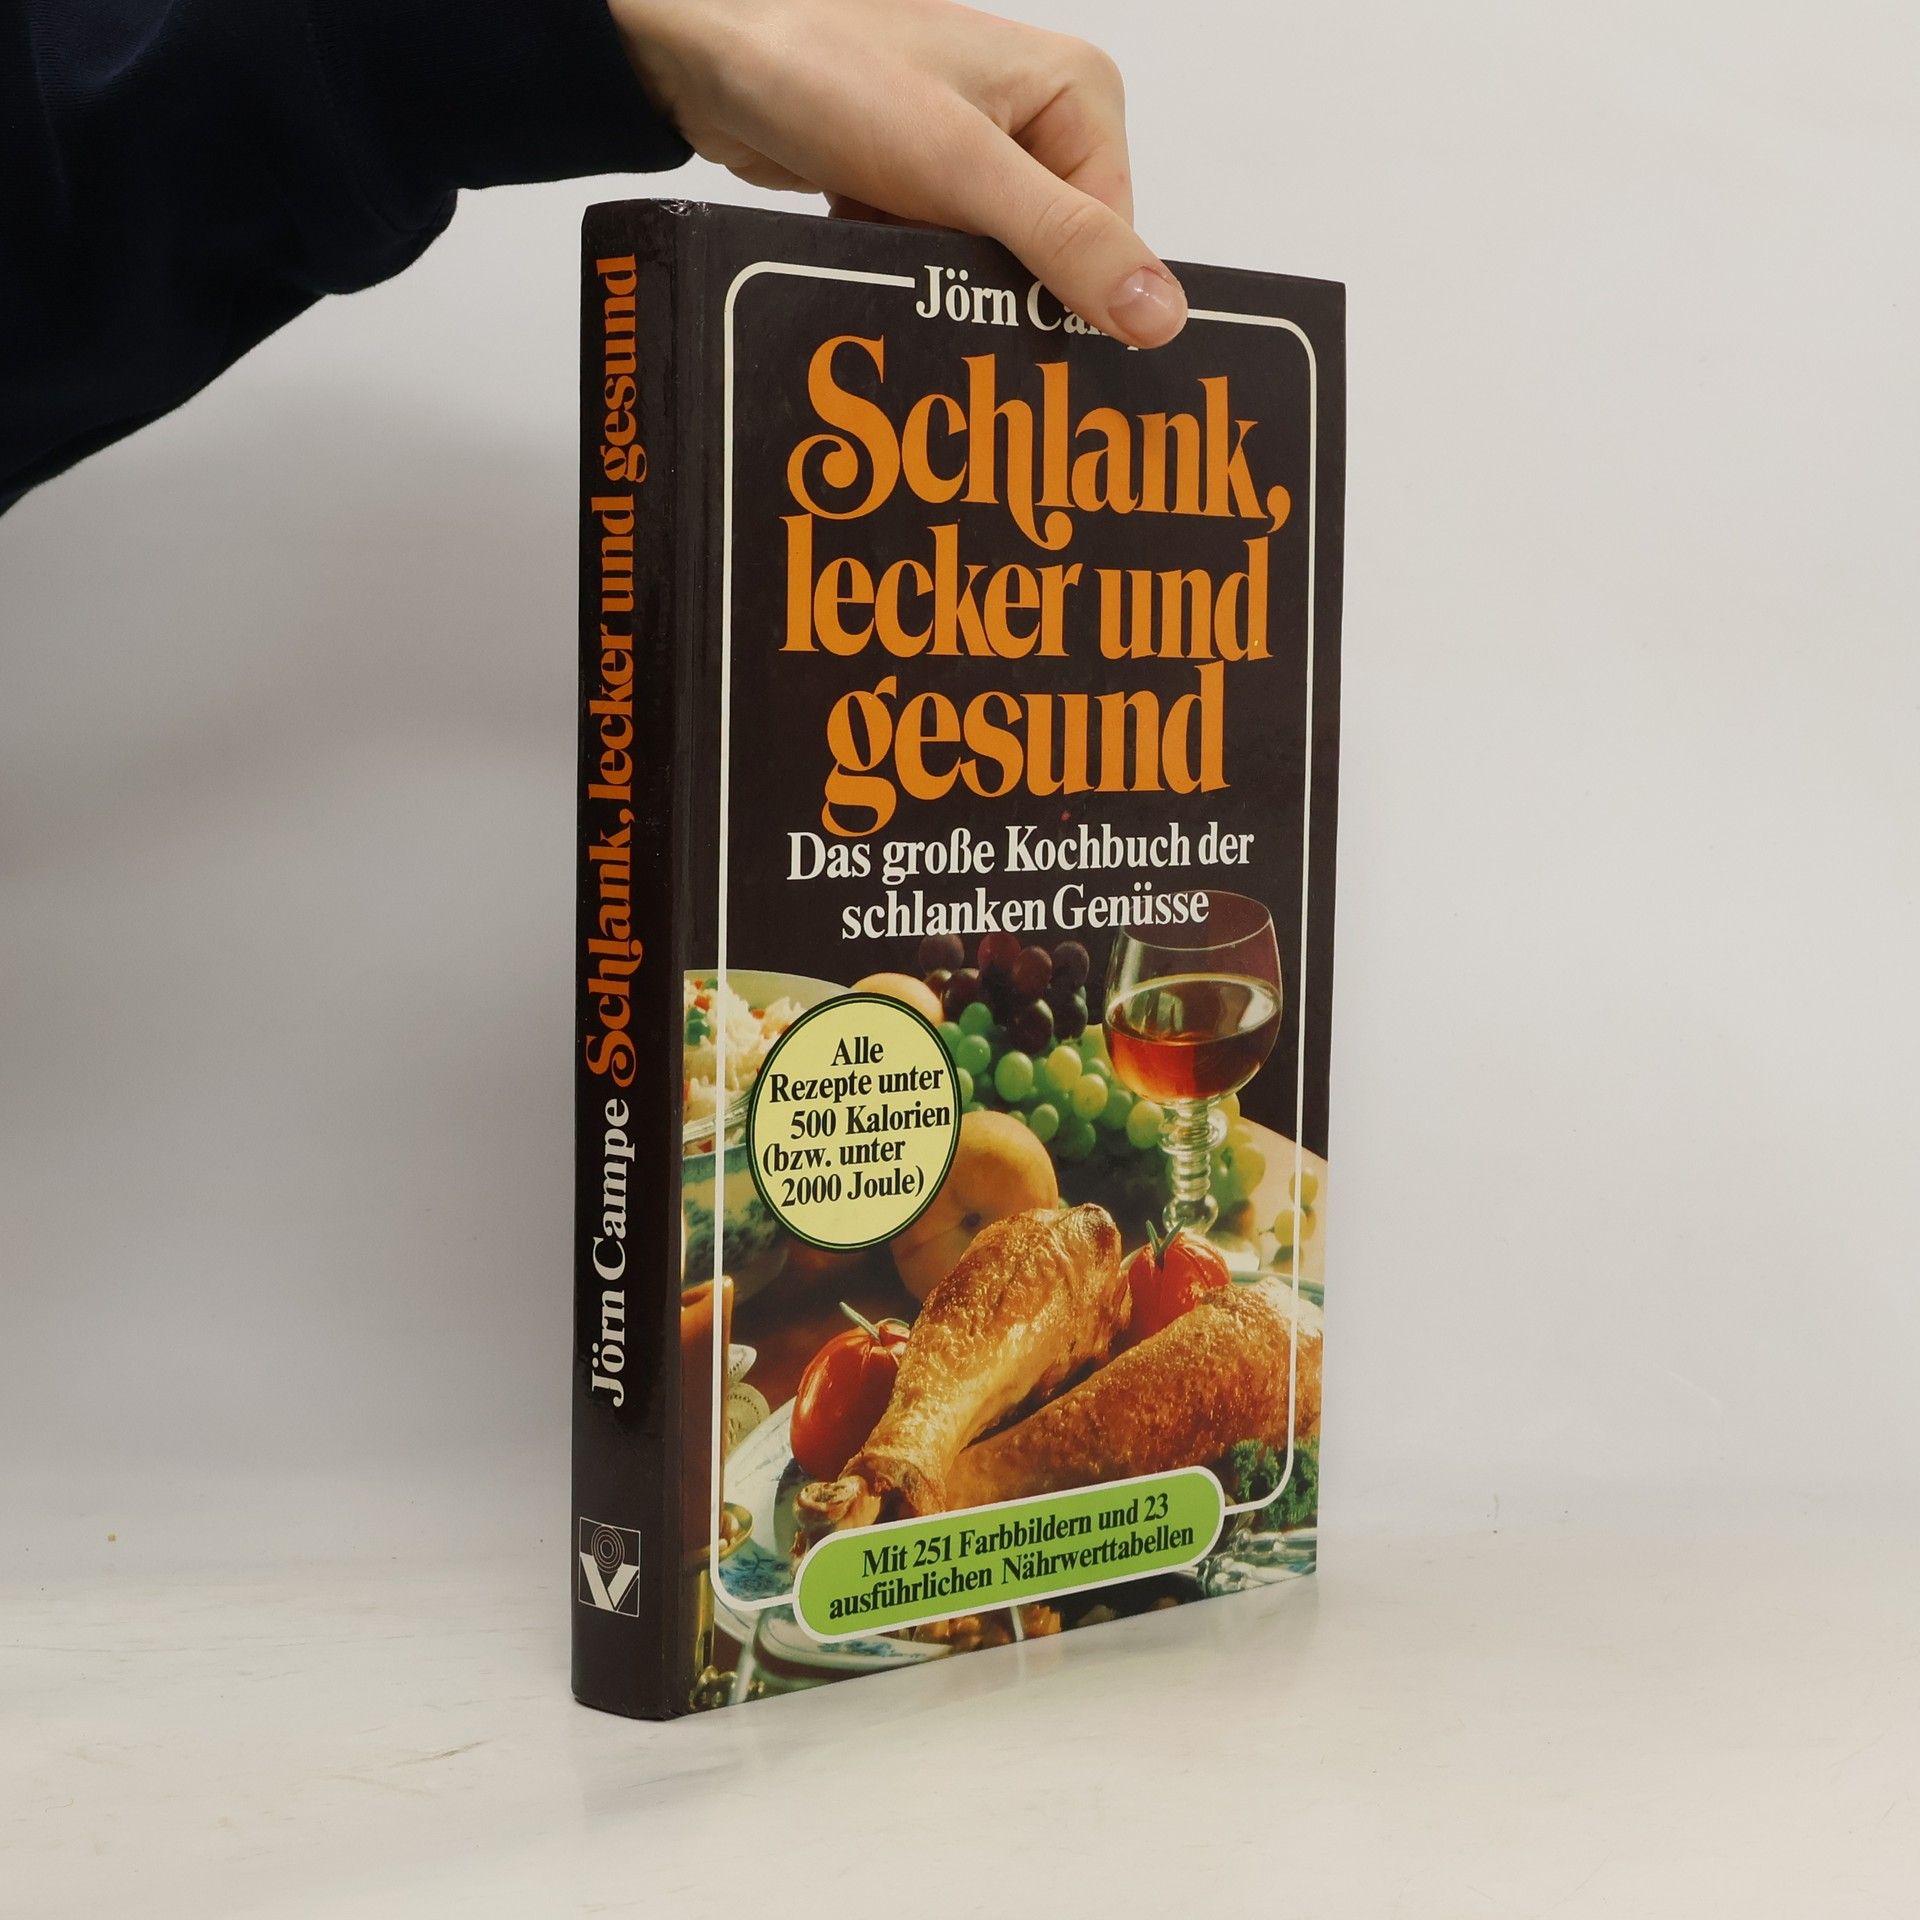 Jörn Campe Schlank, lecker und gesund
Jörn
Schlank,
lecker und
gesund
Das große Kochbuch der
schlanken Genüsse
Alle
Rezepte unter
500 Kalorien
(bzw. unter
2000 Joule)
Mit 251 Farbbildern und 23
ausführlichen Nährwerttabellen